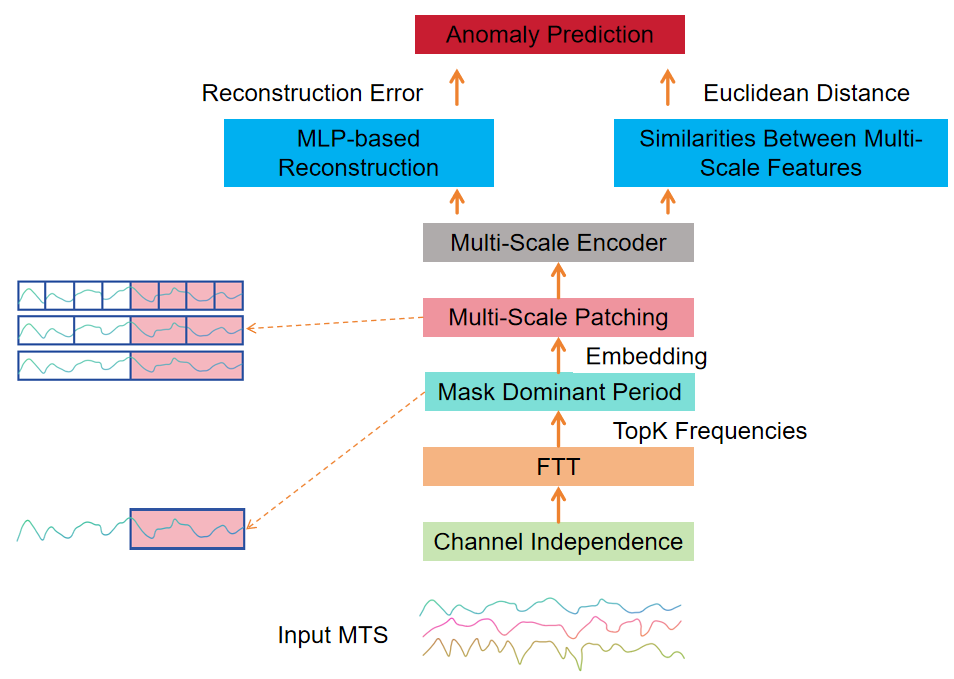 Anomaly Prediction
Reconstruction Error
Euclidean Distance
MLP-based
Reconstruction
Similarities Between Multi-
Scale Features
Multi-Scale Encoder
Multi-Scale Patching
Embedding
Mask Dominant Period
TopK Frequencies
FTT
Channel Independence
Input MTS